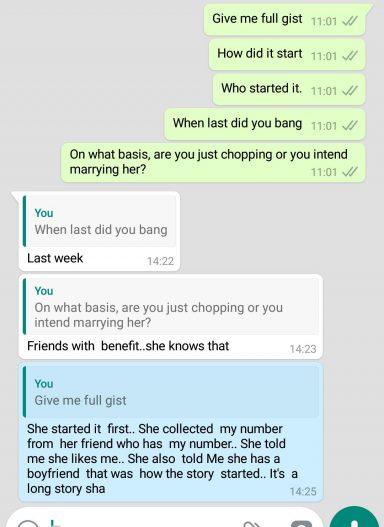 Give me full gist 11:01
How did it start 11:01
Who started it. 11:01
When last did you bang 11:01
On what basis, are you just chopping or you intend
marrying her? 11:01
You
When last did you bang
Last week 14:22
You
On what basis, are you just chopping or you
intend marrying her?
Friends with benefit..she knows that 14:23
You
Give me full gist
She started it first.. She collected my number
from her friend who has my number.. She told
me she likes me.. She also told Me she has a
boyfriend that was how the story started.. It's a
long story sha 14:25